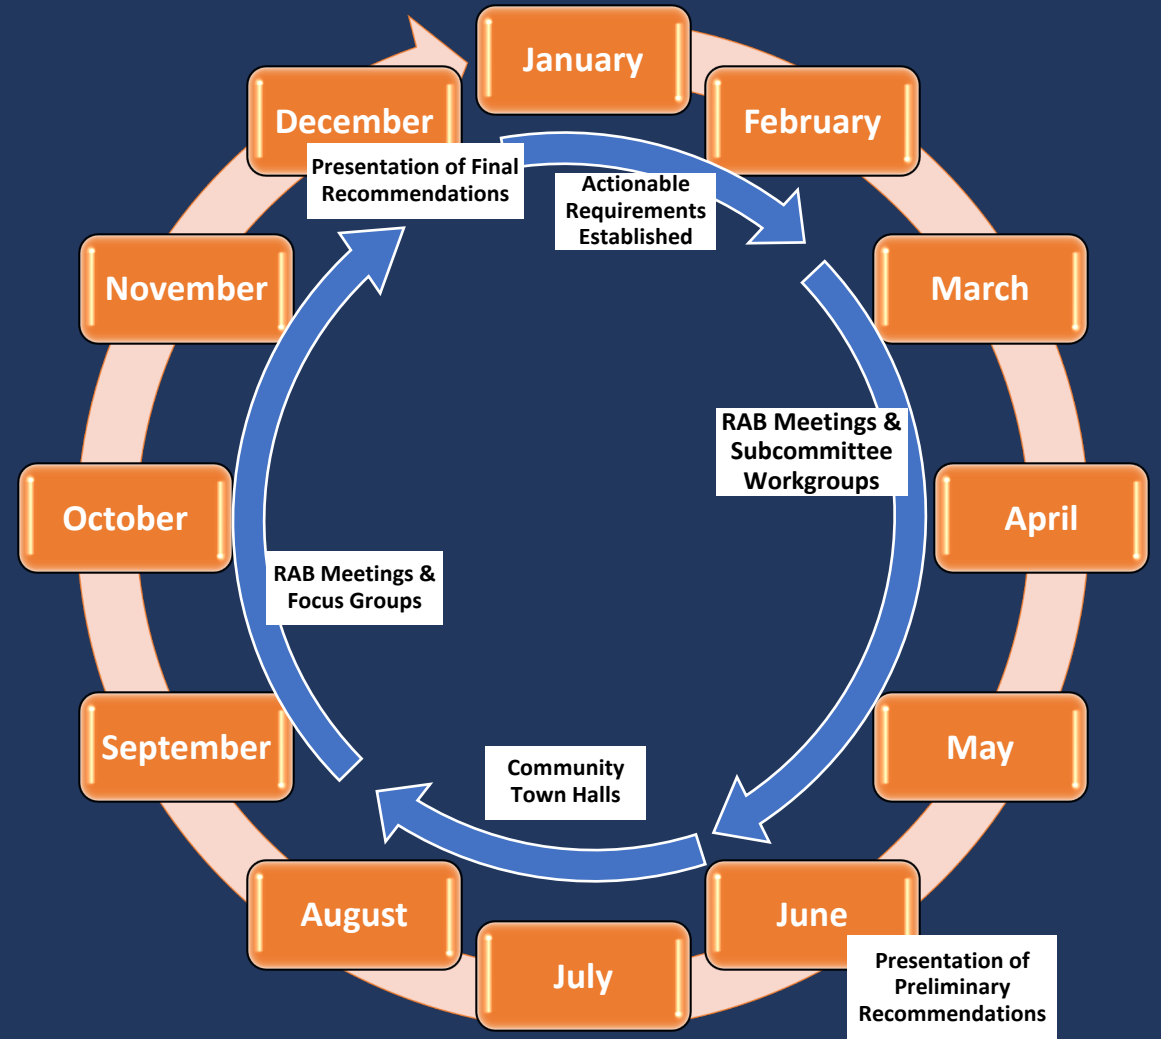 January
February
March
April
May
June
Presentation of
Preliminary
Recommendations
July
August
September
October
November
December
Presentation of Final
Recommendations
Actionable
Requirements
Established
RAB Meetings &
Subcommittee
Workgroups
Community
Town Halls
RAB Meetings &
Focus Groups